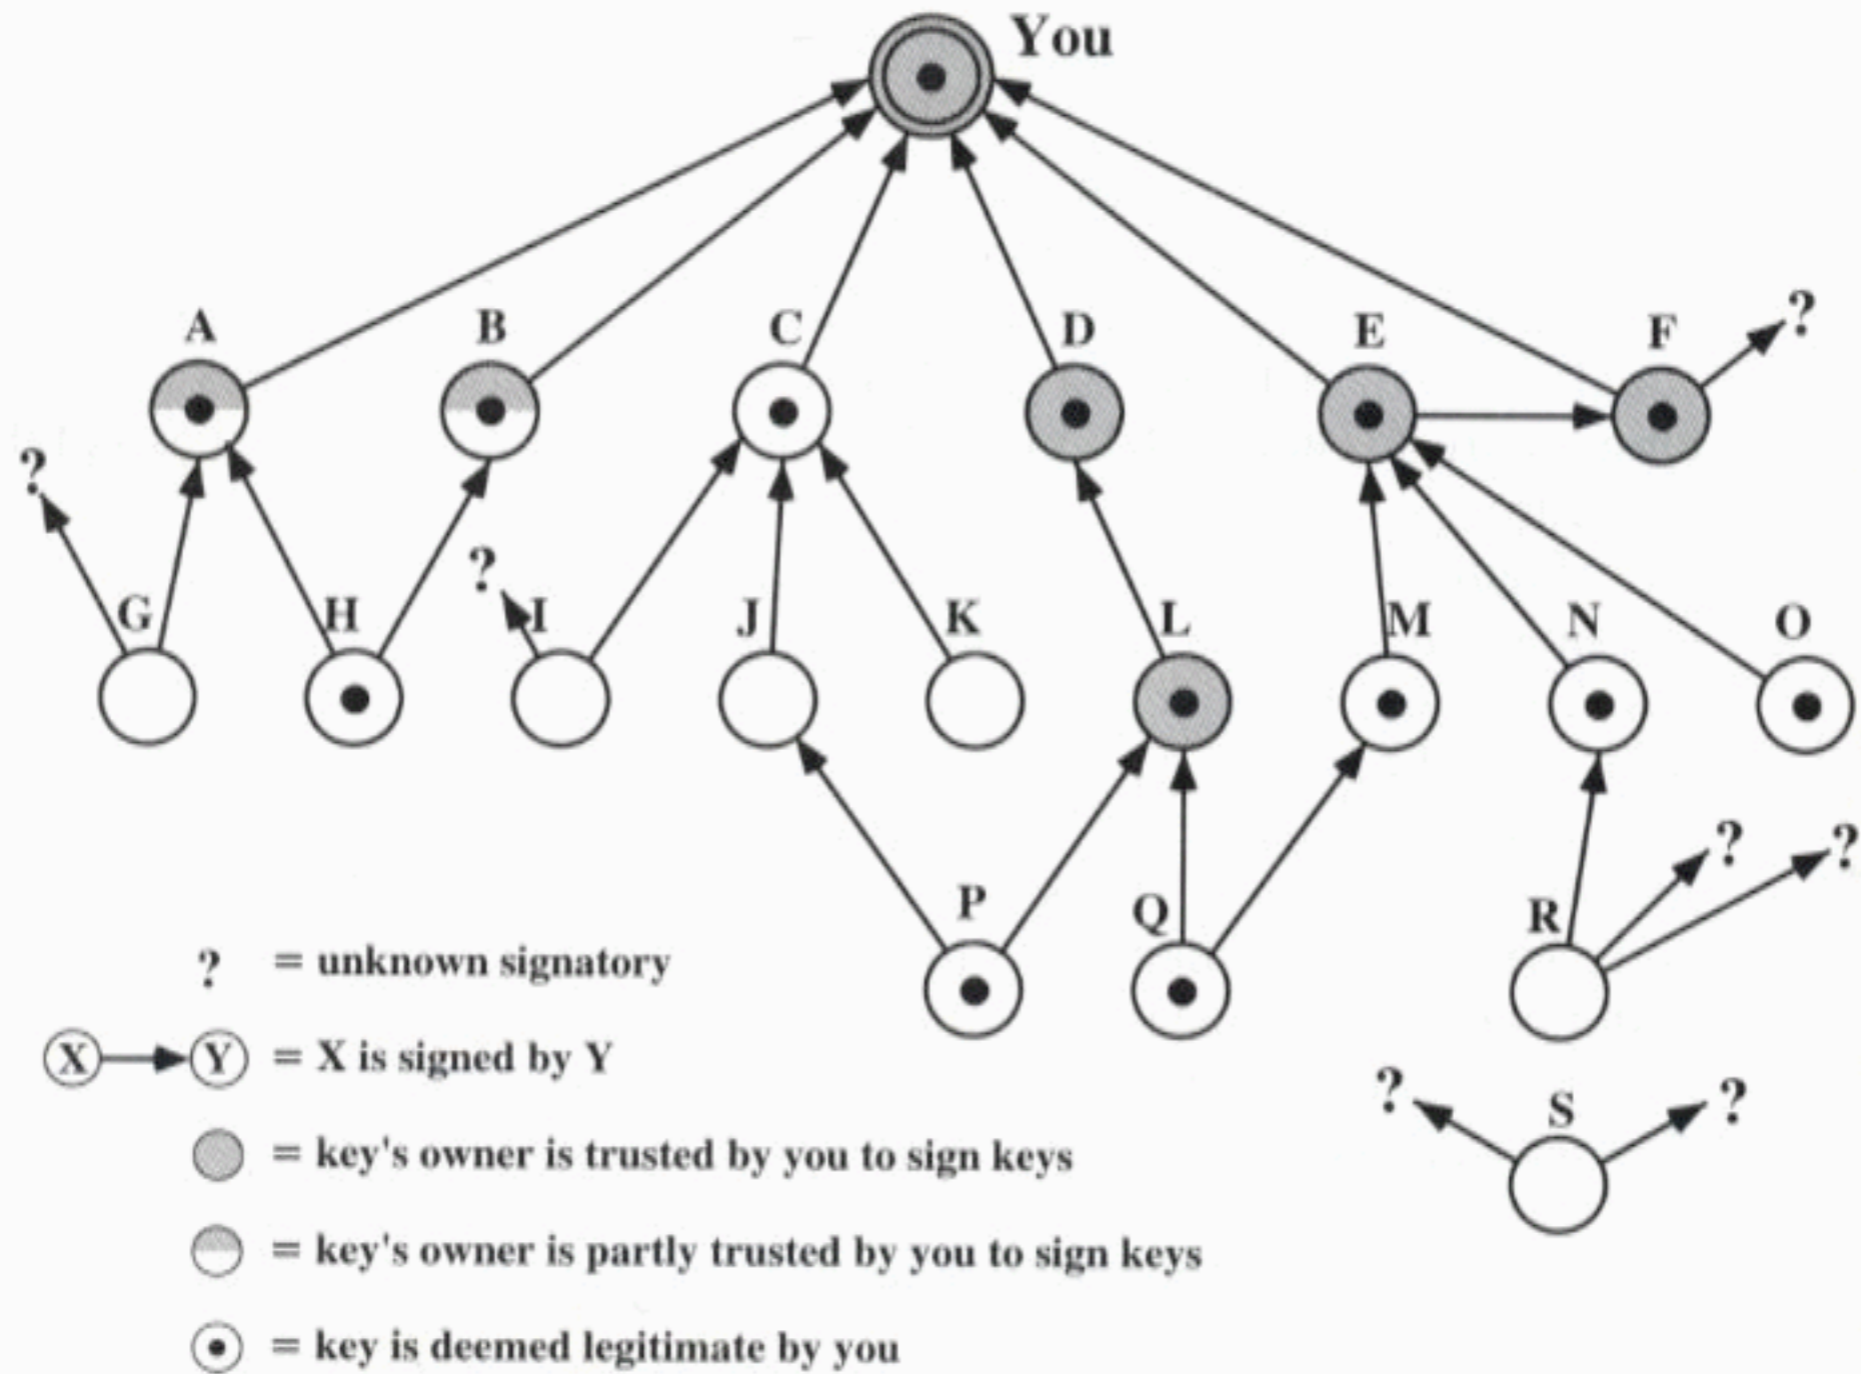 You
A B C D E F ?
?
?
G H I J K L M N O
? ?
P Q R
? = unknown signatory
X Y = X is signed by Y
? S ?
= key's owner is trusted by you to sign keys
= key's owner is partly trusted by you to sign keys
= key is deemed legitimate by you